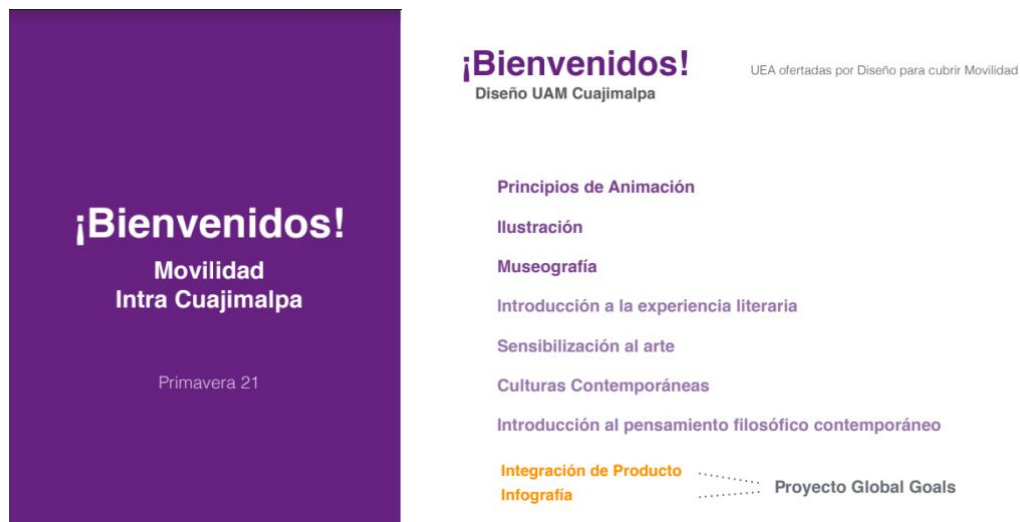 ¡Bienvenidos!
Movilidad
Intra Cuajimalpa
Primavera 21
¡Bienvenidos!
Diseño UAM Cuajimalpa
UEA ofertadas por Diseño para cubrir Movilidad
Principios de Animación
Ilustración
Museografía
Introducción a la experiencia literaria
Sensibilización al arte
Culturas Contemporáneas
Introducción al pensamiento filosófico contemporáneo
Integración de Producto
Infografía
Proyecto Global Goals